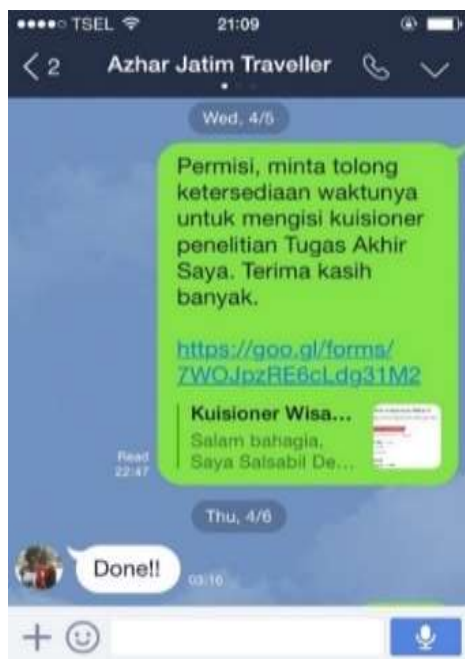 TSEL 21:09
2 Azhar Jatim Traveller
Wed, 4/5
Permisi, minta tolong
ketersediaan waktunya
untuk mengisi kuisioner
penelitian Tugas Akhir
Saya. Terima kasih
banyak.
https://goo.gl/forms/
7WOJpzRE6cLdg31M2
Kuisioner Wisa...
Salam bahagia,
Saya Salsabil De...
Read
22:47
Thu, 4/6
Done!!
03:16